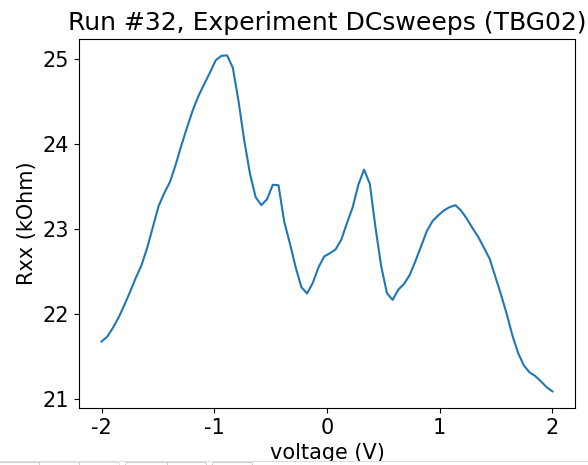 Run #32, Experiment DCsweeps (TBG02)
25
24
23
22
21
Rxx (kOhm)
-2 -1 0 1 2
voltage (V)